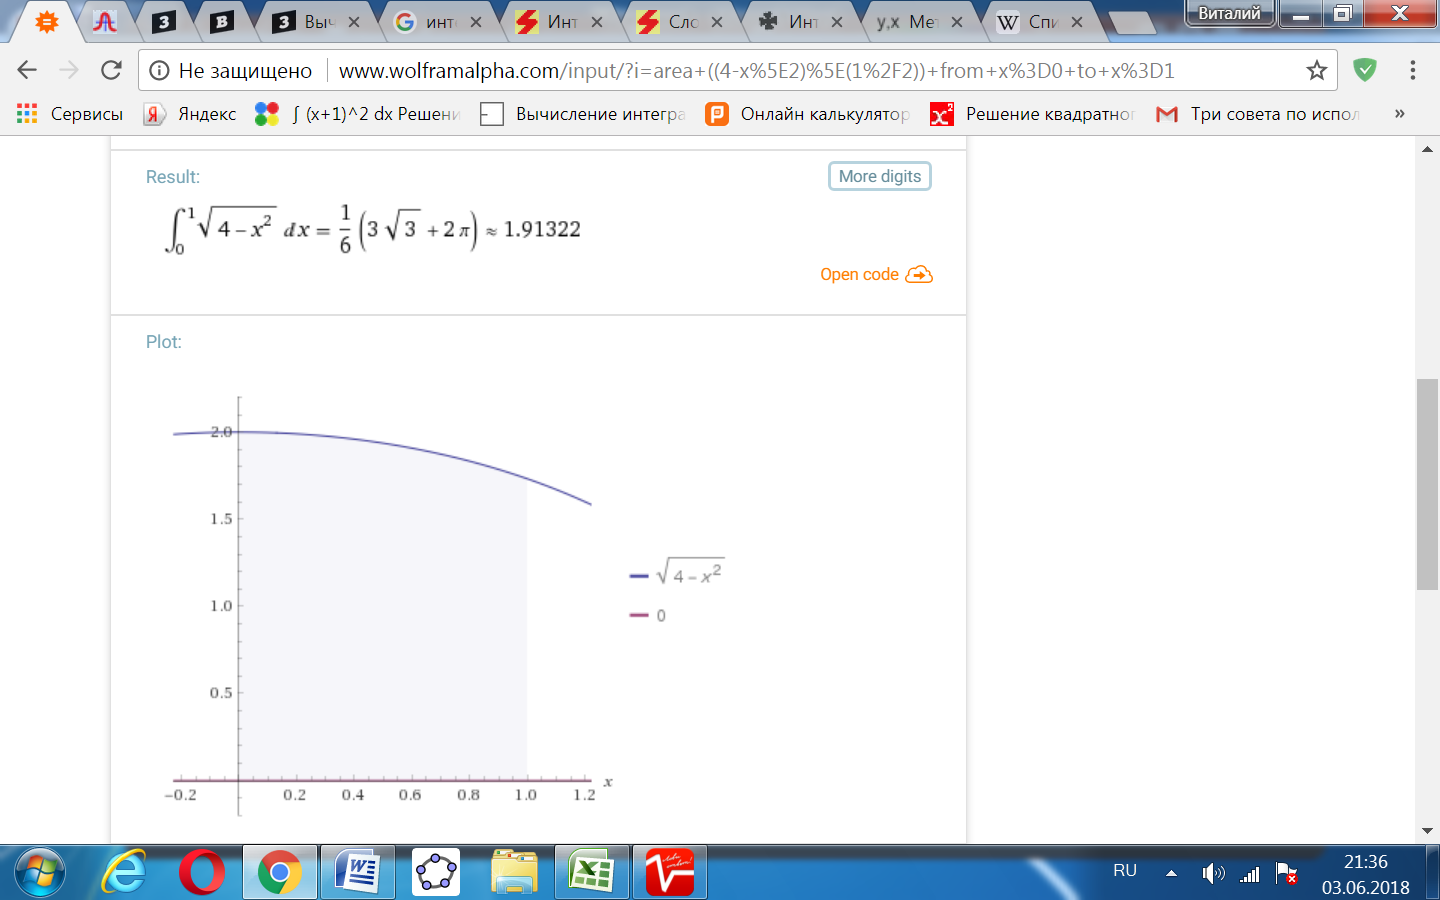 Выч
инт
Инт
Сло
Инт
y,x Мет
W Спи
Виталий
Не защищено www.wolframalpha.com/input/?i=area+((4-x%5E2)%5E(1%2F2))+from+x%3D0+to+x%3D1
Сервисы Яндекс ∫ (x+1)^2 dx Решени Вычисление интегра Онлайн калькулятор Решение квадратног Три совета по испол »
Result:
More digits
∫₀¹ √(4 – x²) dx = 1/6 (3 √3 + 2 π) ≈ 1.91322
Open code
Plot:
2.0
1.5
1.0
0.5
√(4 – x²)
0
−0.2 0.2 0.4 0.6 0.8 1.0 1.2 x
RU
21:36
03.06.2018